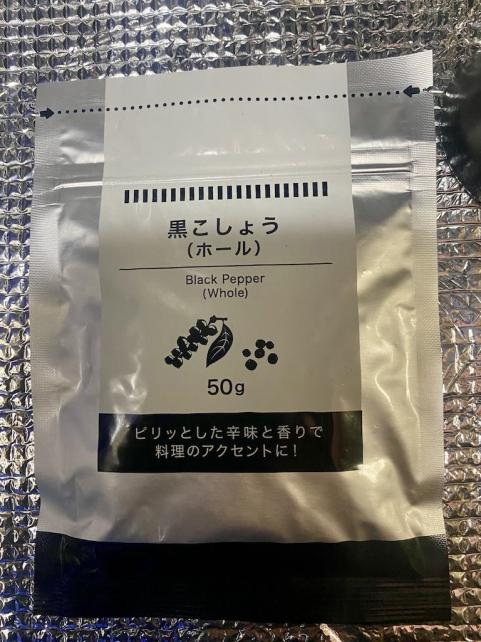 黒こしょう
(ホール)
Black Pepper
(Whole)
50g
ピリッとした辛味と香りで
料理のアクセントに!